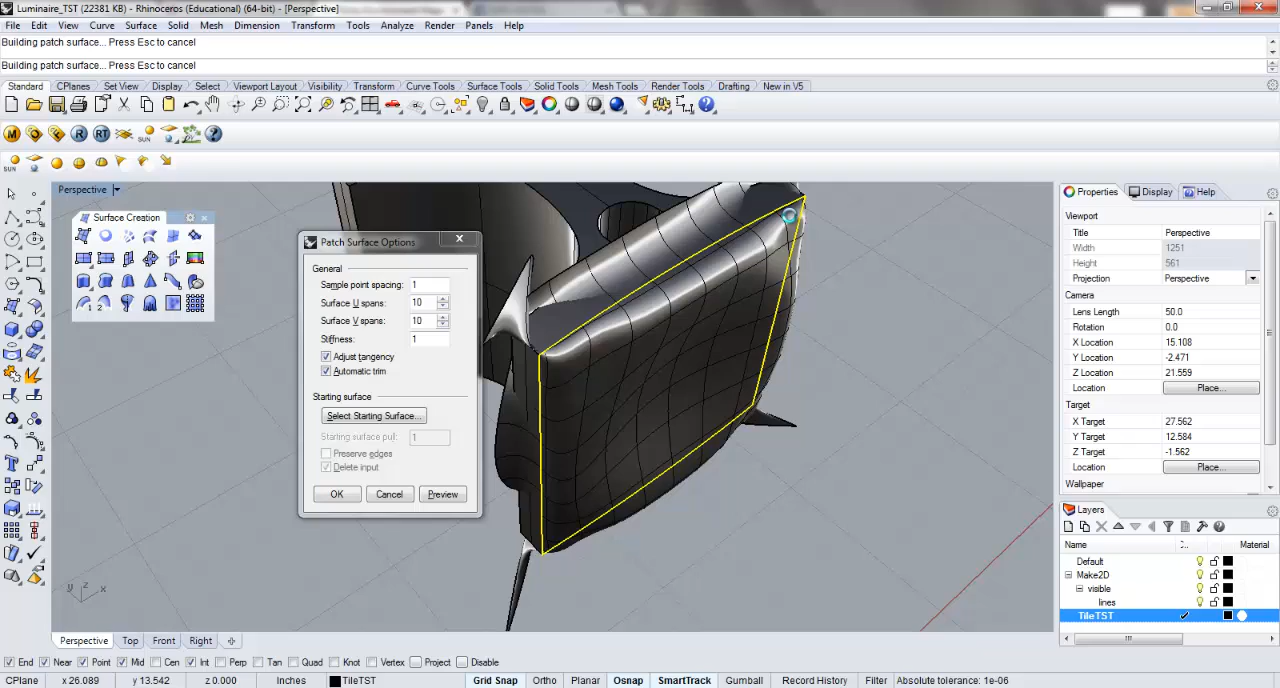 Luminaire_TST (22381 KB) - Rhinoceros (Educational) (64-bit) - [Perspective]
File Edit View Curve Surface Solid Mesh Dimension Transform Tools Analyze Render Panels Help
Building patch surface... Press Esc to cancel
Building patch surface... Press Esc to cancel
Standard CPlanes Set View Display Select Viewport Layout Visibility Transform Curve Tools Surface Tools Solid Tools Mesh Tools Render Tools Drafting New in V5
M R RT SUN
SUN
Perspective
Surface Creation
Patch Surface Options
General
Sample point spacing: 1
Surface U spans: 10
Surface V spans: 10
Stiffness: 1
Adjust tangency
Automatic trim
Starting surface
Select Starting Surface...
Starting surface pull: 1
Preserve edges
Delete input
OK Cancel Preview
Properties Display Help
Viewport
Title Perspective
Width 1251
Height 561
Projection Perspective
Camera
Lens Length 50.0
Rotation 0.0
X Location 15.108
Y Location -2.471
Z Location 21.559
Location Place...
Target
X Target 27.562
Y Target 12.584
Z Target -1.562
Location Place...
Wallpaper
Layers
Name Material
Default
Make2D
visible
lines
TileTST
y z x
Perspective Top Front Right
End Near Point Mid Cen Int Perp Tan Quad Knot Vertex Project Disable
CPlane x 26.089 y 13.542 z 0.000 Inches TileTST Grid Snap Ortho Planar Osnap SmartTrack Gumball Record History Filter Absolute tolerance: 1e-06